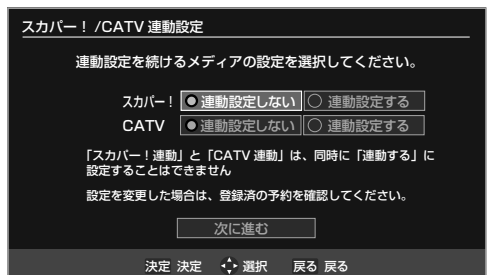 スカパー！/CATV 連動設定
連動設定を続けるメディアの設定を選択してください。
スカパー！ 連動設定しない 連動設定する
CATV 連動設定しない 連動設定する
「スカパー！連動」と「CATV 連動」は、同時に「連動する」に
設定することはできません
設定を変更した場合は、登録済の予約を確認してください。
次に進む
決定 決定 選択 戻る 戻る